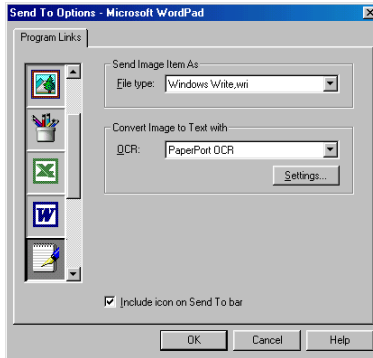 Send To Options - Microsoft WordPad
Program Links
Send Image Item As
File type: Windows Write,wri
Convert Image to Text with
OCR: PaperPort OCR
Settings...
Include icon on Send To bar
OK Cancel Help